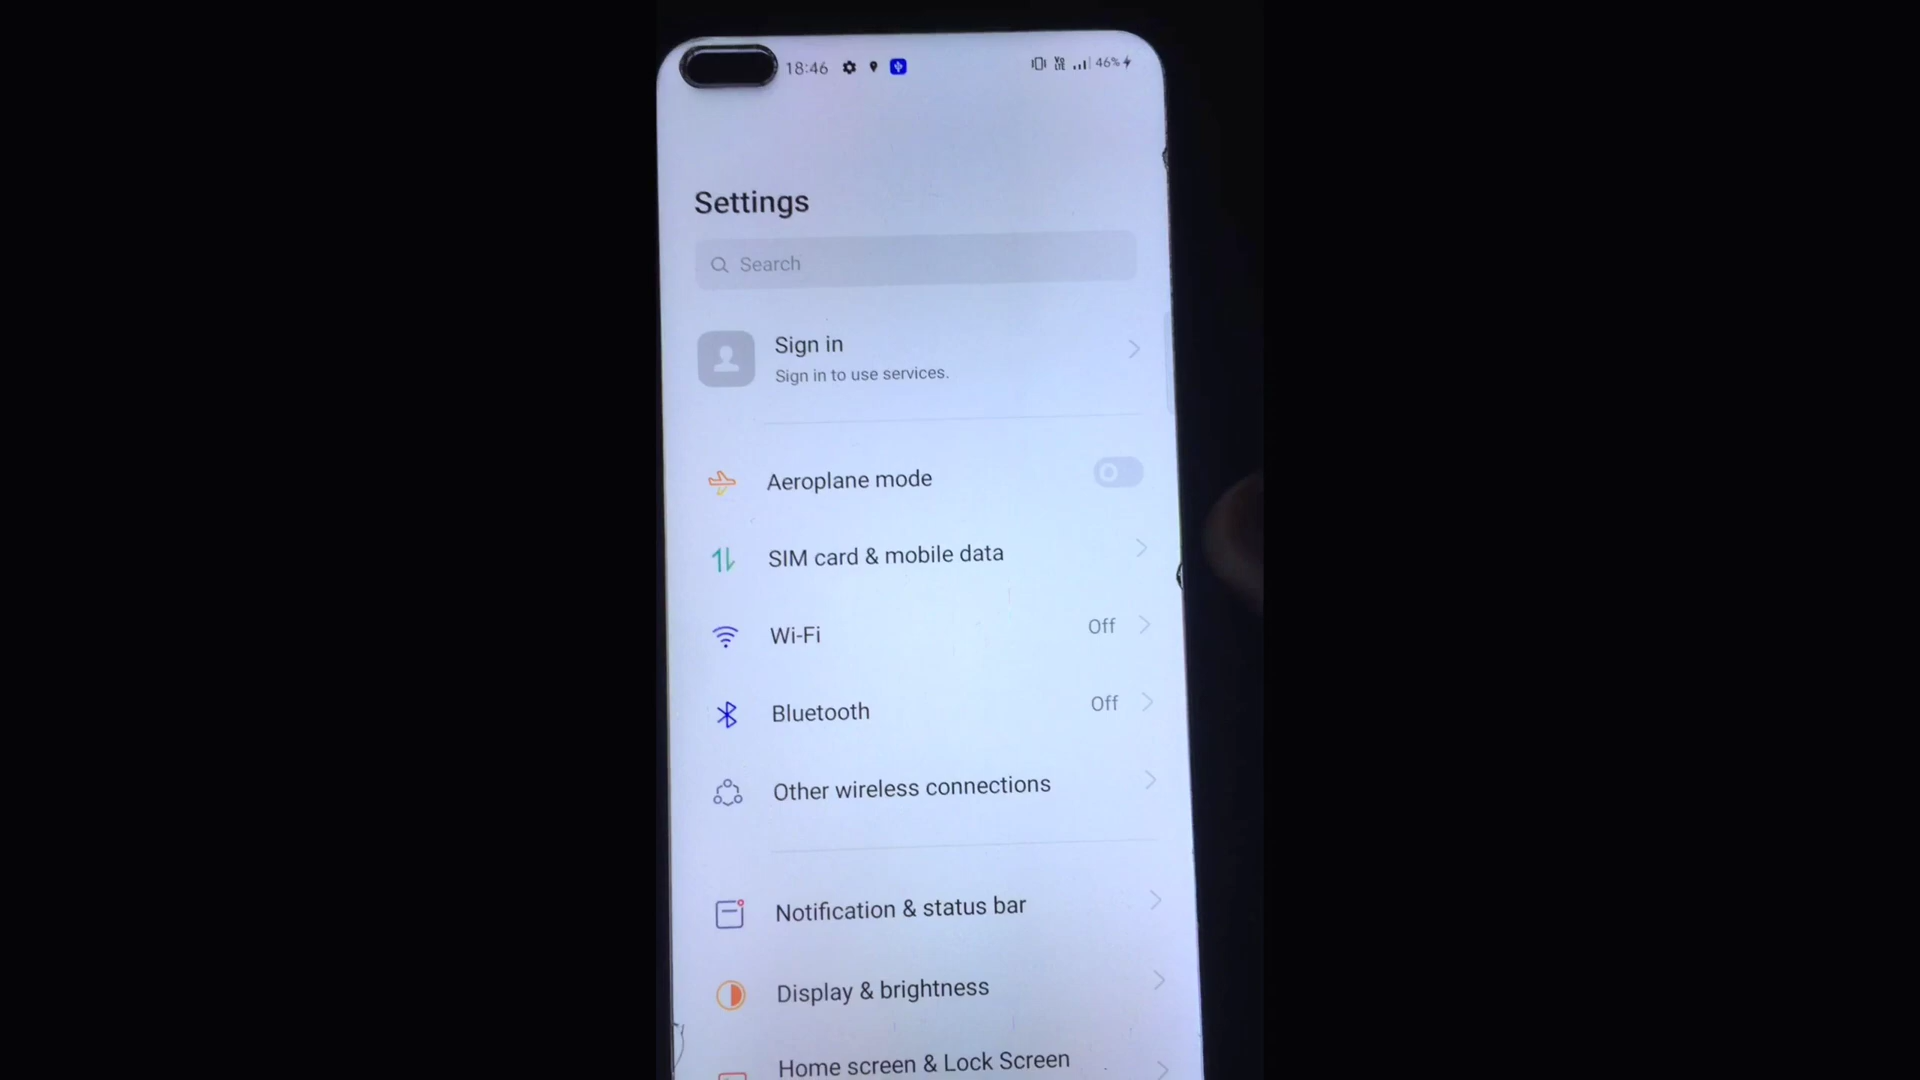 18:46
46%
Settings
Search
Sign in
Sign in to use services.
Aeroplane mode
SIM card & mobile data
Wi-Fi
Off
Bluetooth
Off
Other wireless connections
Notification & status bar
Display & brightness
Home screen & Lock Screen